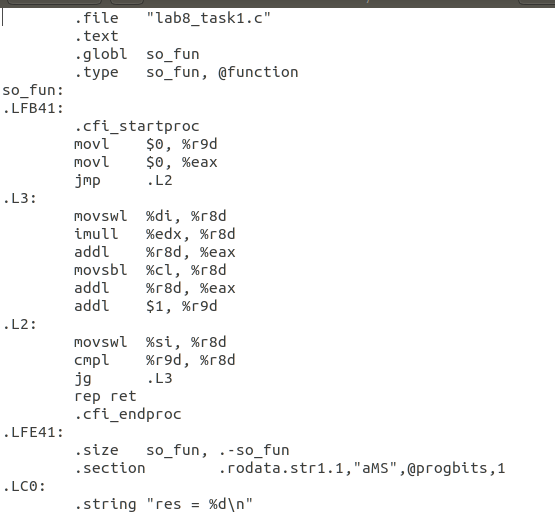 .file "lab8_task1.c"
.text
.globl so_fun
.type so_fun, @function
so_fun:
.LFB41:
.cfi_startproc
movl $0, %r9d
movl $0, %eax
jmp .L2
.L3:
movswl %di, %r8d
imull %edx, %r8d
addl %r8d, %eax
movsbl %cl, %r8d
addl %r8d, %eax
addl $1, %r9d
.L2:
movswl %si, %r8d
cmpl %r9d, %r8d
jg .L3
rep ret
.cfi_endproc
.LFE41:
.size so_fun, .-so_fun
.section .rodata.str1.1,"aMS",@progbits,1
.LC0:
.string "res = %d\n"